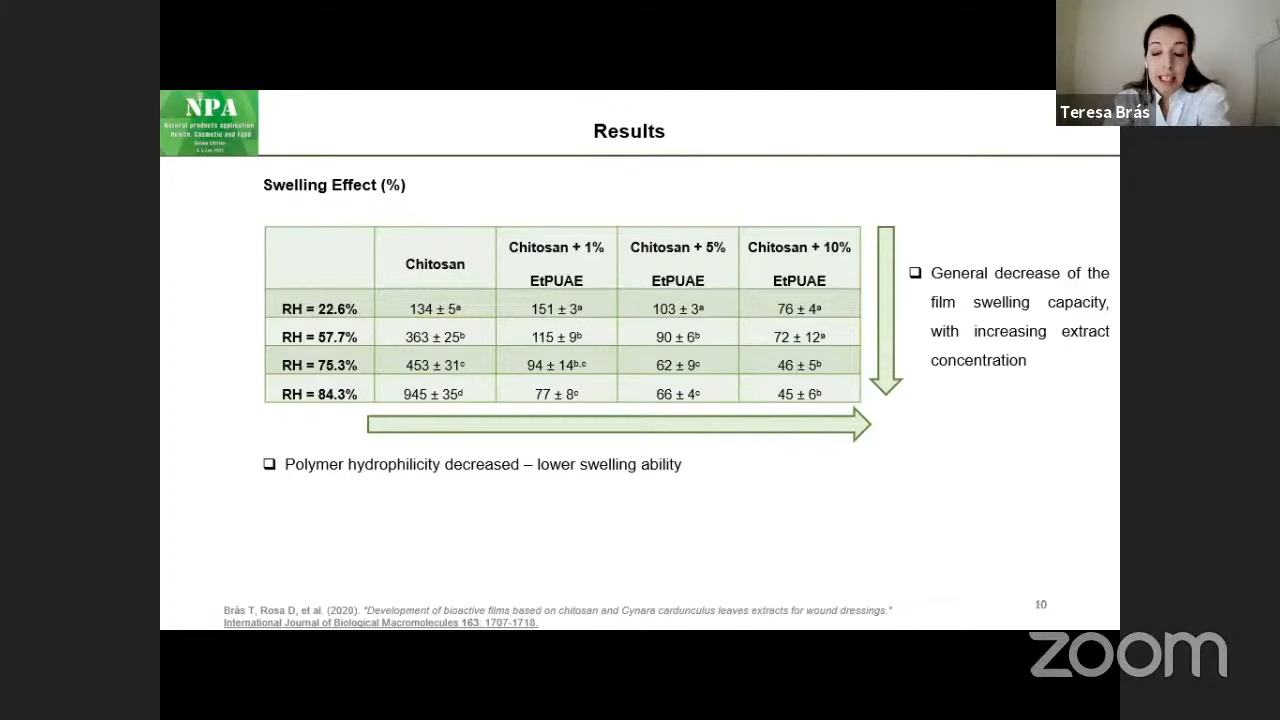 NPA
Natural products application
Health, Cosmetic and Food
Online Edition
Teresa Brás
Results
Swelling Effect (%)
Chitosan
Chitosan + 1% EtPUAE
Chitosan + 5% EtPUAE
Chitosan + 10% EtPUAE
RH = 22.6% 134 ± 5ᵃ 151 ± 3ᵃ 103 ± 3ᵃ 76 ± 4ᵃ
RH = 57.7% 363 ± 25ᵇ 115 ± 9ᵇ 90 ± 6ᵇ 72 ± 12ᵃ
RH = 75.3% 453 ± 31ᶜ 94 ± 14ᵇ,ᶜ 62 ± 9ᶜ 46 ± 5ᵇ
RH = 84.3% 945 ± 35ᵈ 77 ± 8ᶜ 66 ± 4ᶜ 45 ± 6ᵇ
❑ General decrease of the
film swelling capacity,
with increasing extract
concentration
❑ Polymer hydrophilicity decreased – lower swelling ability
Brás T, Rosa D, et al. (2020). "Development of bioactive films based on chitosan and Cynara cardunculus leaves extracts for wound dressings."
International Journal of Biological Macromolecules 163: 1707-1718.
10
zoom